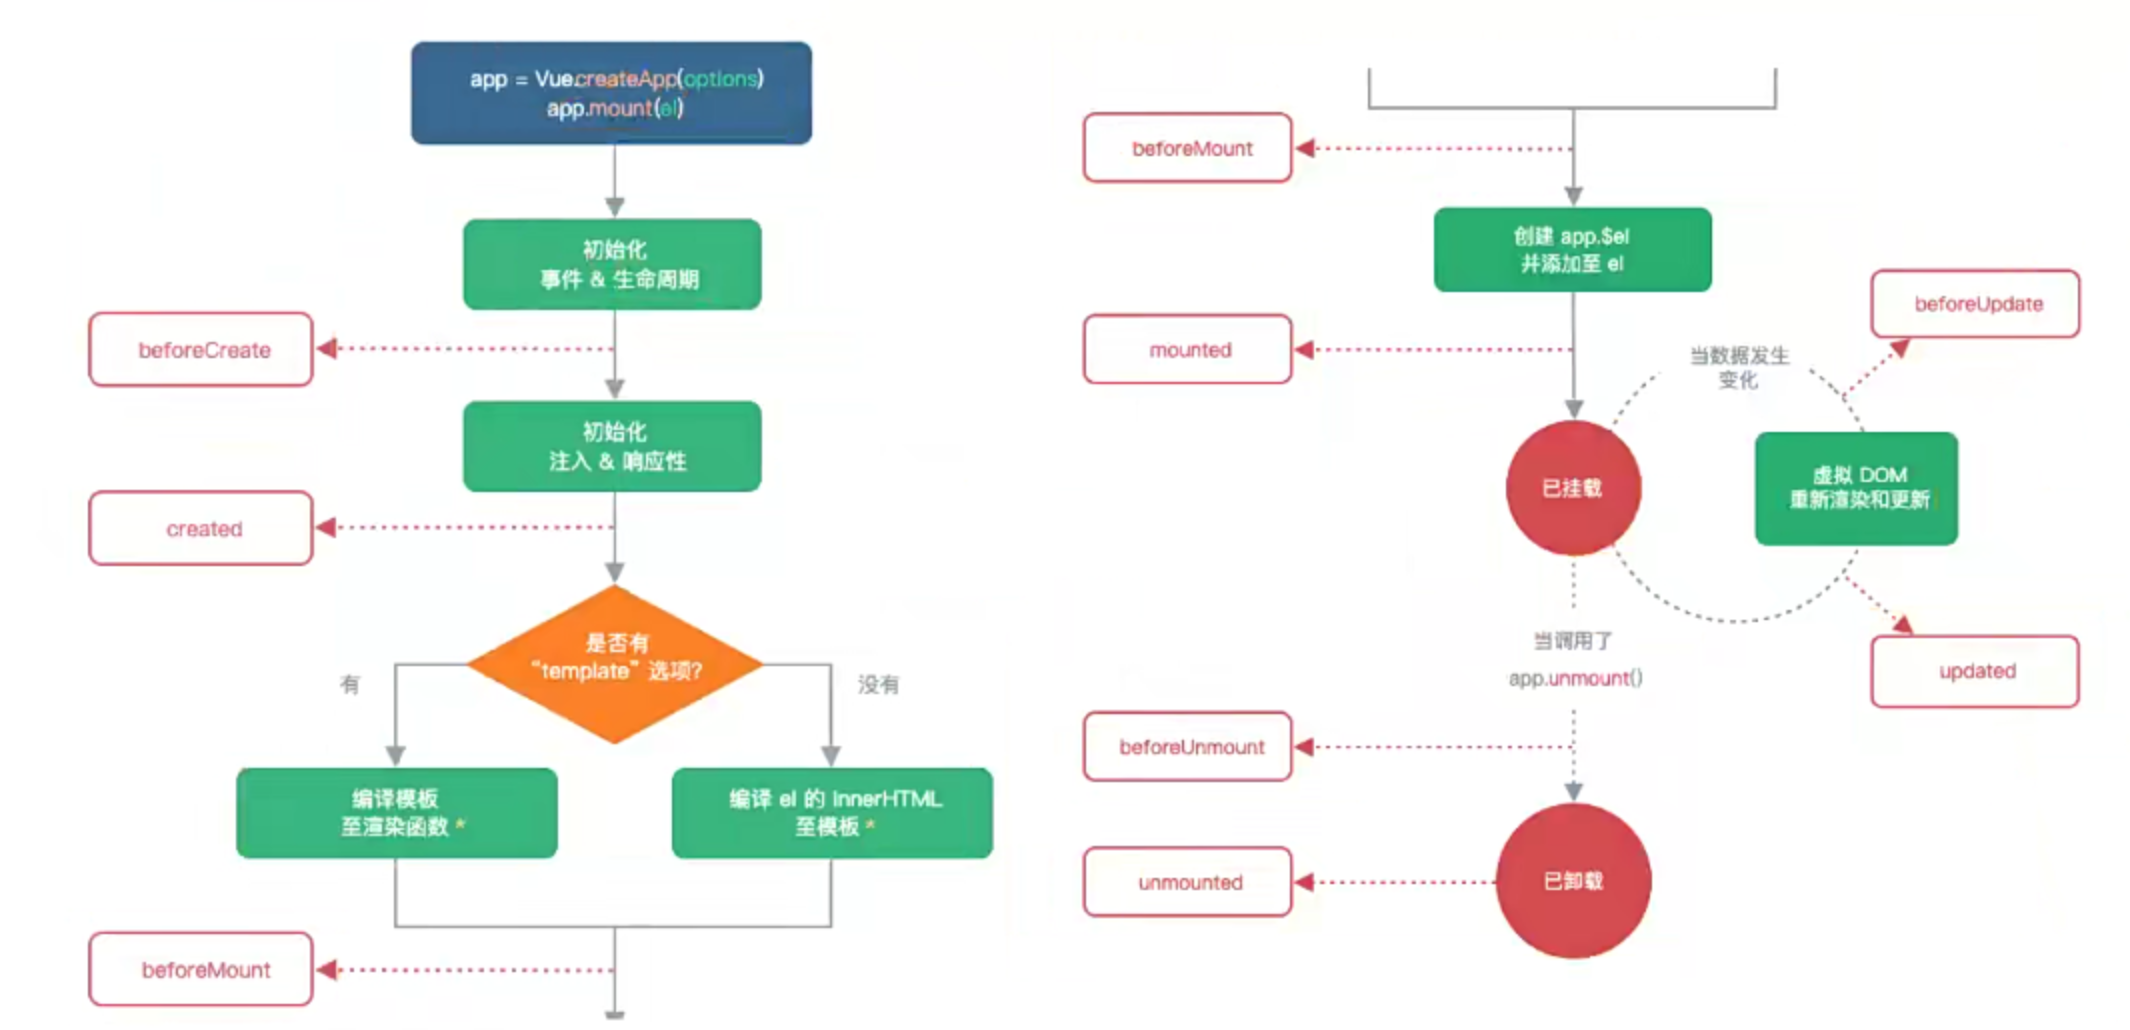 app = Vue.createApp(options)
app.mount(el)
初始化
事件 & 生命周期
beforeCreate
初始化
注入 & 响应性
created
是否有
“template” 选项?
有
没有
编译模板
至渲染函数 *
编译 el 的 InnerHTML
至模板 *
beforeMount
beforeMount
创建 app.$el
并添加至 el
beforeUpdate
mounted
当数据发生
变化
已挂载
虚拟 DOM
重新渲染和更新
当调用了
app.unmount()
updated
beforeUnmount
unmounted
已卸载